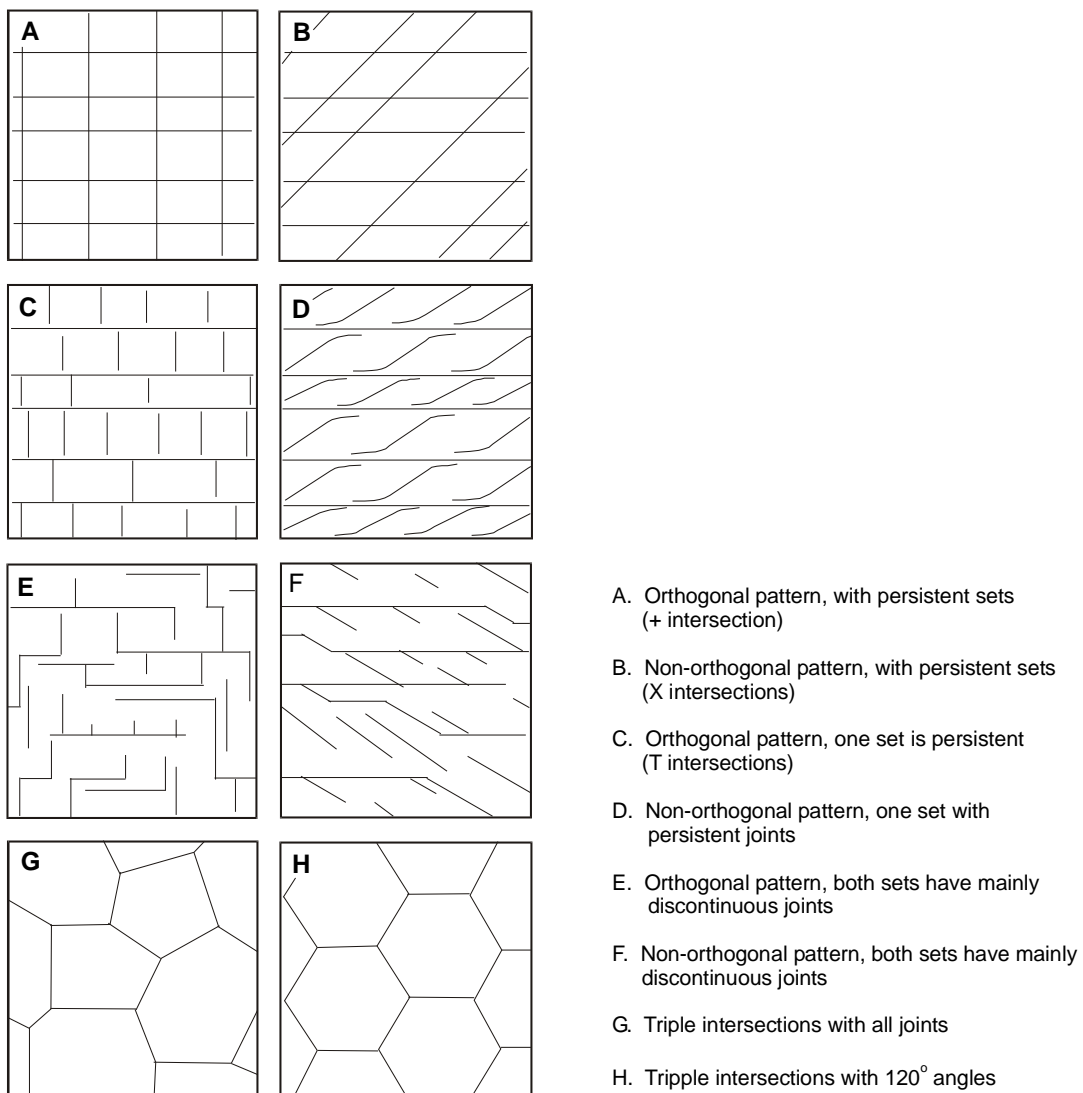 A
B
C
D
E
F
G
H
A. Orthogonal pattern, with persistent sets
(+ intersection)
B. Non-orthogonal pattern, with persistent sets
(X intersections)
C. Orthogonal pattern, one set is persistent
(T intersections)
D. Non-orthogonal pattern, one set with
persistent joints
E. Orthogonal pattern, both sets have mainly
discontinuous joints
F. Non-orthogonal pattern, both sets have mainly
discontinuous joints
G. Triple intersections with all joints
H. Tripple intersections with 120° angles